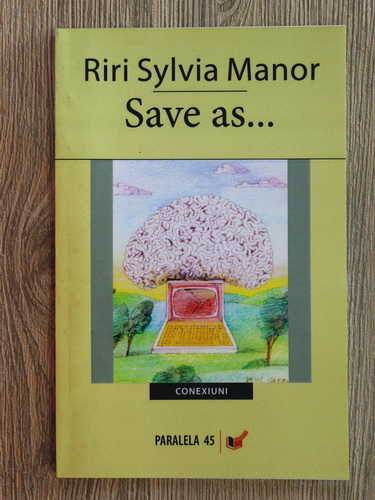 Riri Sylvia Manor
Save as...
CONEXIUNI
PARALELA 45